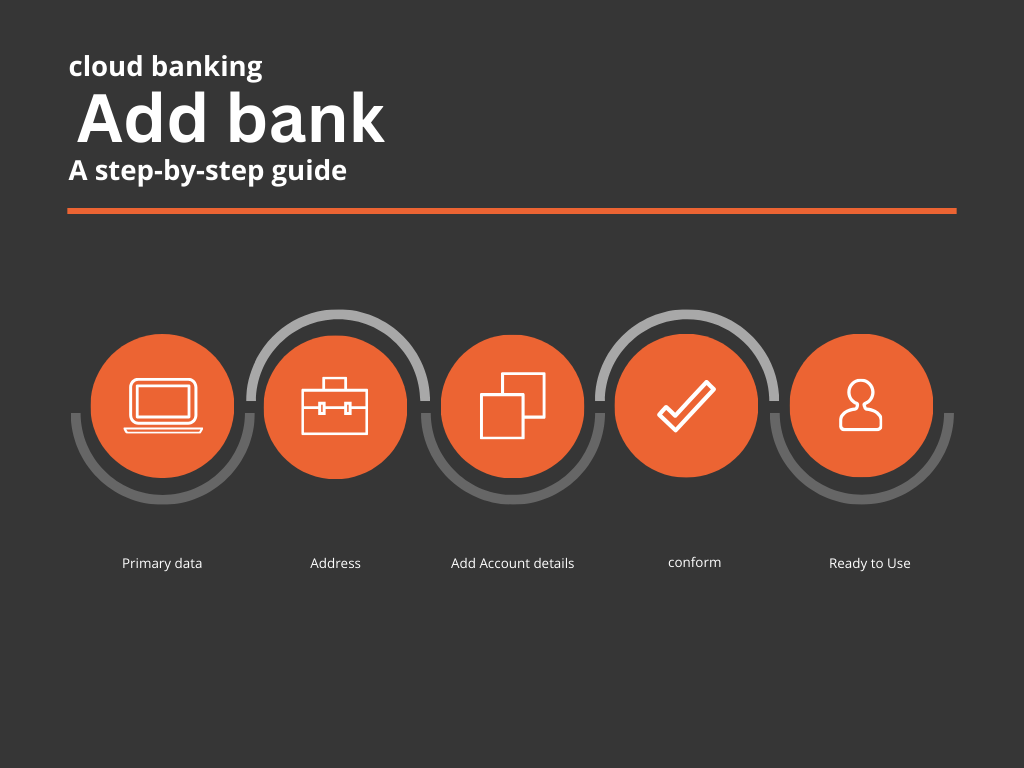 cloud banking
Add bank
A step-by-step guide
Primary data
Address
Add Account details
conform
Ready to Use